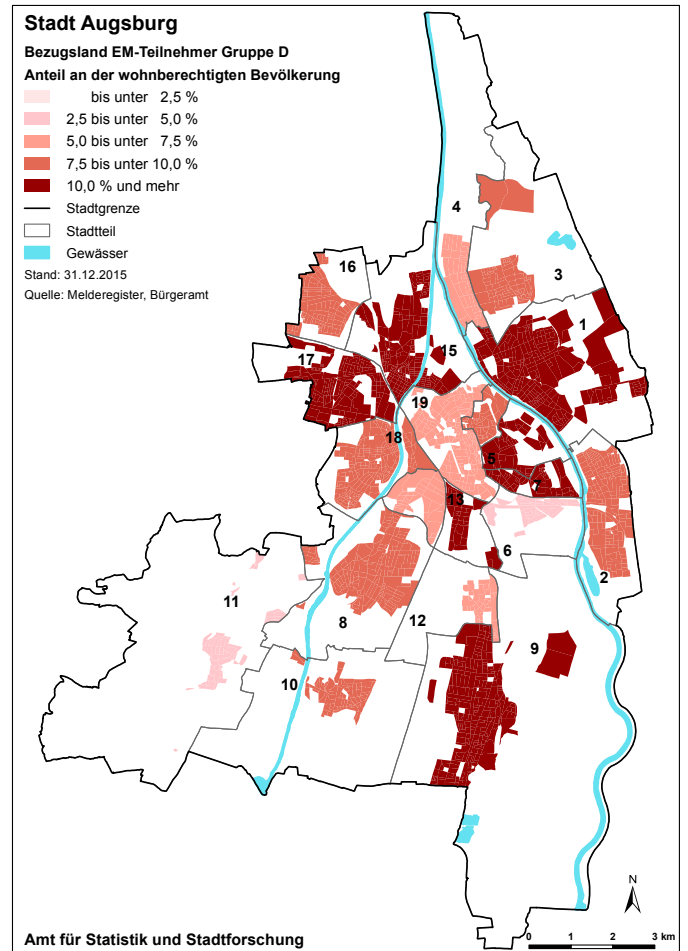 Stadt Augsburg
Bezugsland EM-Teilnehmer Gruppe D
Anteil an der wohnberechtigten Bevölkerung
bis unter 2,5 %
2,5 bis unter 5,0 %
5,0 bis unter 7,5 %
7,5 bis unter 10,0 %
10,0 % und mehr
Stadtgrenze
Stadtteil
Gewässer
Stand: 31.12.2015
Quelle: Melderegister, Bürgeramt
4
16
3
1
15
17
19
18
5
7
13
6
2
11
8
12
9
10
N
0 1 2 3 km
Amt für Statistik und Stadtforschung